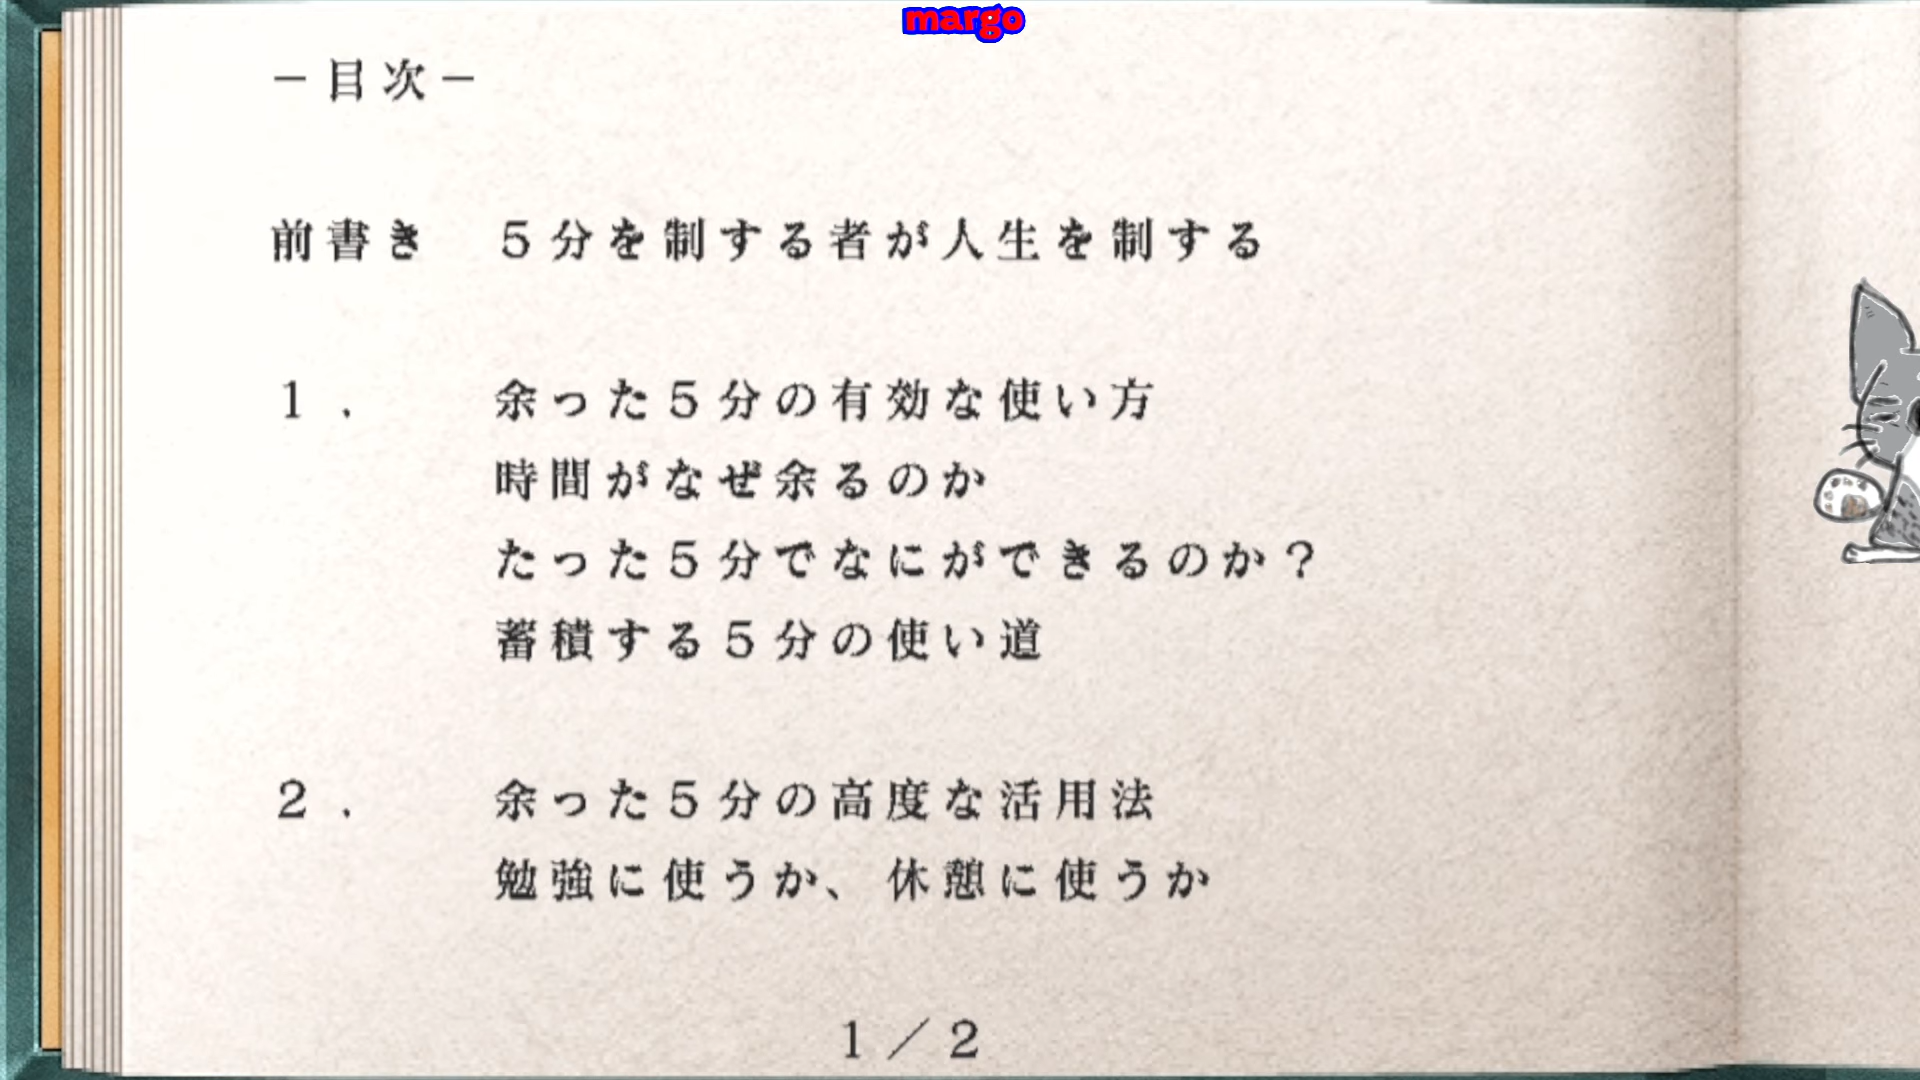 margo
－目次－
前書き　５分を制する者が人生を制する
１．　余った５分の有効な使い方
時間がなぜ余るのか
たった５分でなにができるのか？
蓄積する５分の使い道
２．　余った５分の高度な活用法
勉強に使うか、休憩に使うか
１／２